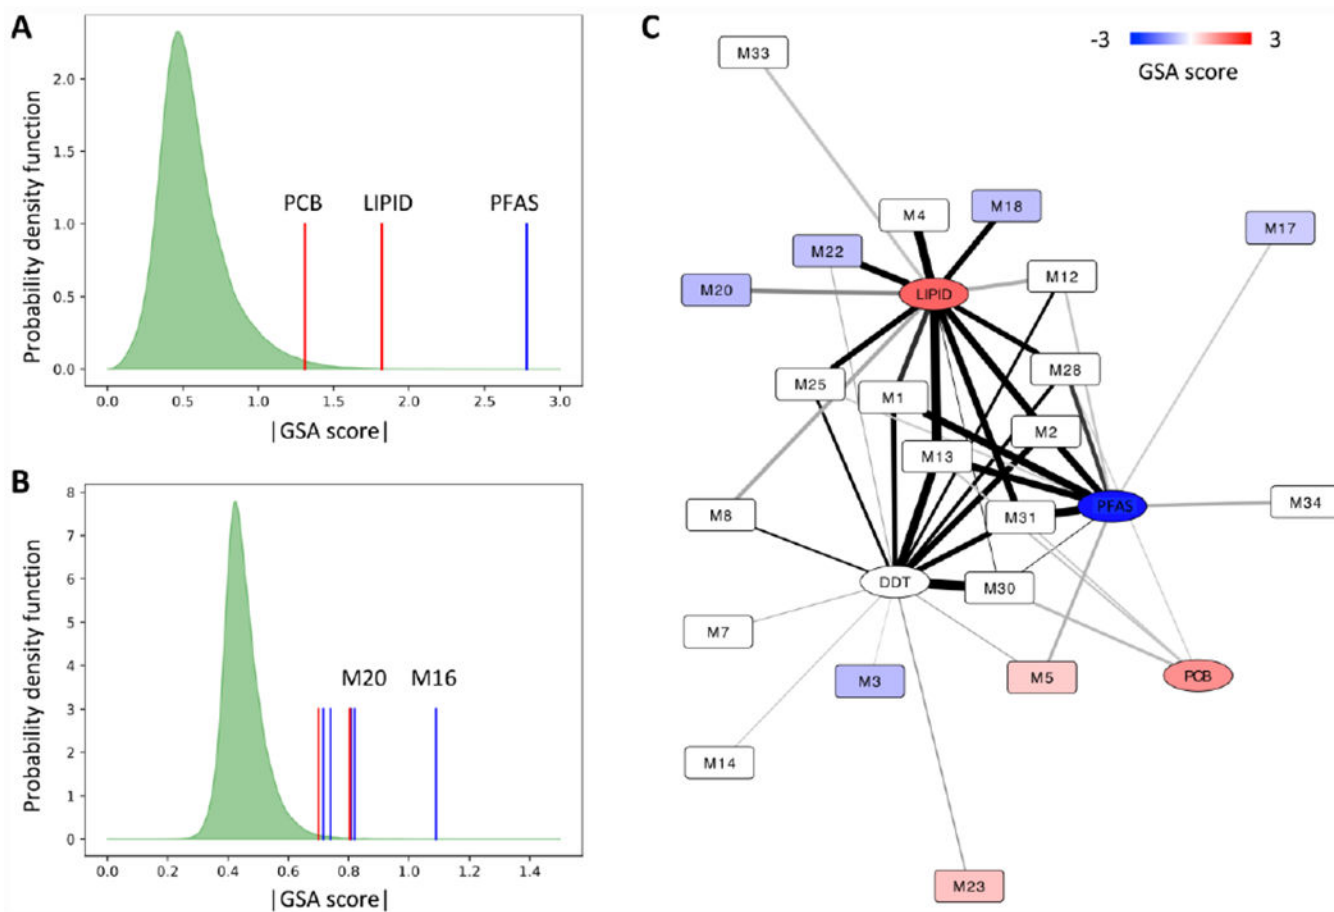 A
Probability density function
2.0
1.5
1.0
0.5
0.0
PCB
LIPID
PFAS
0.0
0.5
1.0
1.5
2.0
2.5
3.0
|GSA score|
B
Probability density function
8
7
6
5
4
3
2
1
0
M20
M16
0.0
0.2
0.4
0.6
0.8
1.0
1.2
1.4
|GSA score|
C
-3
3
GSA score
M33
M4
M18
M17
M22
M12
M20
LIPID
M25
M1
M28
M2
M13
M8
M31
PFAS
M34
DDT
M30
M7
M3
M5
PCB
M14
M23